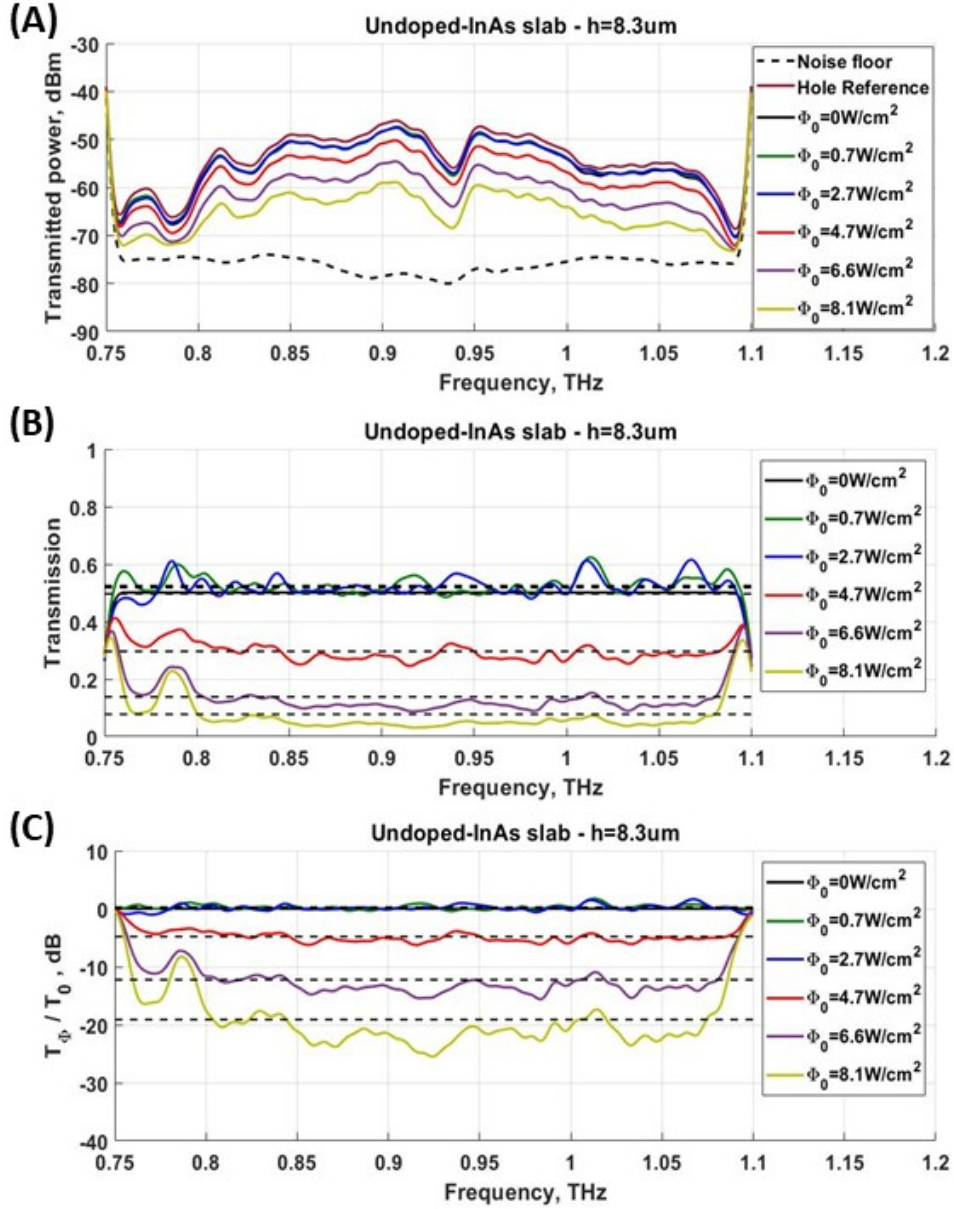 (A)
Undoped-InAs slab - h=8.3um
Transmitted power, dBm
-30
-40
-50
-60
-70
-80
-90
0.75 0.8 0.85 0.9 0.95 1 1.05 1.1 1.15 1.2
Frequency, THz
Noise floor
Hole Reference
Φ0=0W/cm2
Φ0=0.7W/cm2
Φ0=2.7W/cm2
Φ0=4.7W/cm2
Φ0=6.6W/cm2
Φ0=8.1W/cm2
(B)
Undoped-InAs slab - h=8.3um
Transmission
1
0.8
0.6
0.4
0.2
0
0.75 0.8 0.85 0.9 0.95 1 1.05 1.1 1.15 1.2
Frequency, THz
Φ0=0W/cm2
Φ0=0.7W/cm2
Φ0=2.7W/cm2
Φ0=4.7W/cm2
Φ0=6.6W/cm2
Φ0=8.1W/cm2
(C)
Undoped-InAs slab - h=8.3um
TΦ / T0 , dB
10
0
-10
-20
-30
-40
0.75 0.8 0.85 0.9 0.95 1 1.05 1.1 1.15 1.2
Frequency, THz
Φ0=0W/cm2
Φ0=0.7W/cm2
Φ0=2.7W/cm2
Φ0=4.7W/cm2
Φ0=6.6W/cm2
Φ0=8.1W/cm2